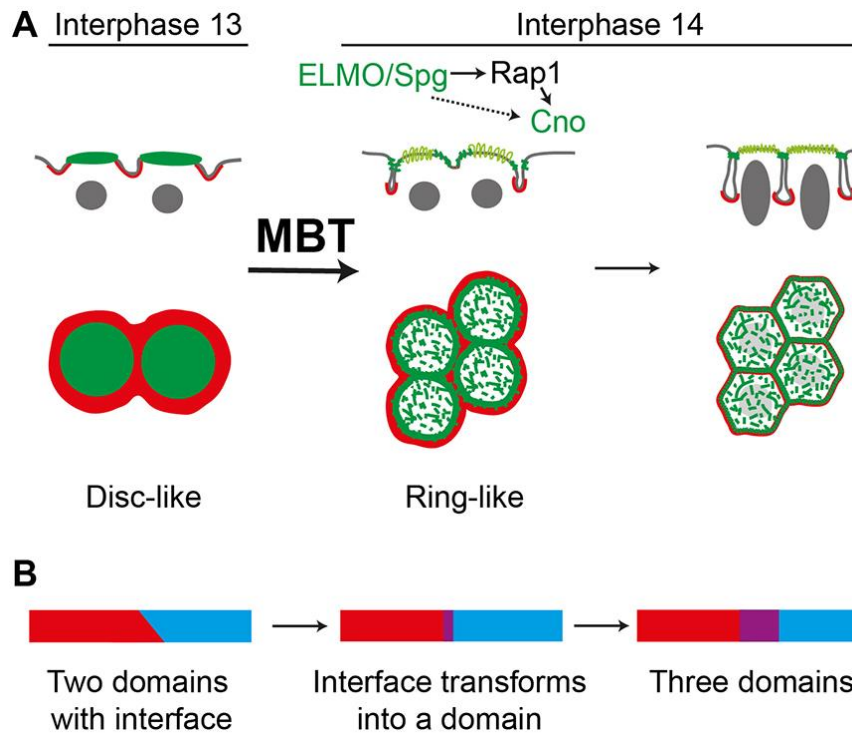 A
Interphase 13
Interphase 14
ELMO/Spg
Rap1
Cno
MBT
Disc-like
Ring-like
B
Two domains
with interface
Interface transforms
into a domain
Three domains